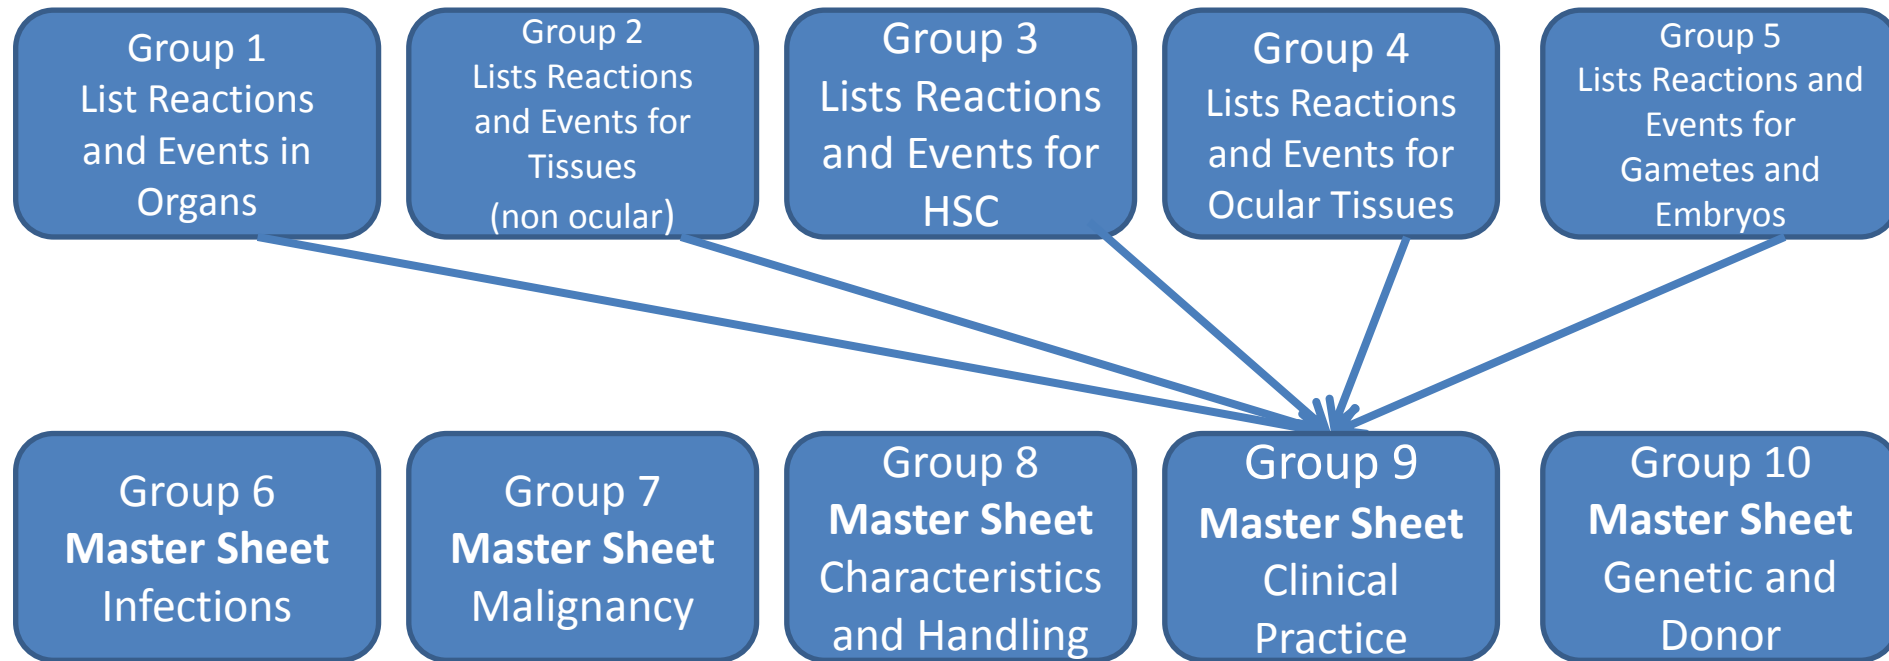 Group 1
List Reactions
and Events in
Organs
Group 2
Lists Reactions
and Events for
Tissues
(non ocular)
Group 3
Lists Reactions
and Events for
HSC
Group 4
Lists Reactions
and Events for
Ocular Tissues
Group 5
Lists Reactions and
Events for
Gametes and
Embryos
Group 6
Master Sheet
Infections
Group 7
Master Sheet
Malignancy
Group 8
Master Sheet
Characteristics
and Handling
Group 9
Master Sheet
Clinical
Practice
Group 10
Master Sheet
Genetic and
Donor